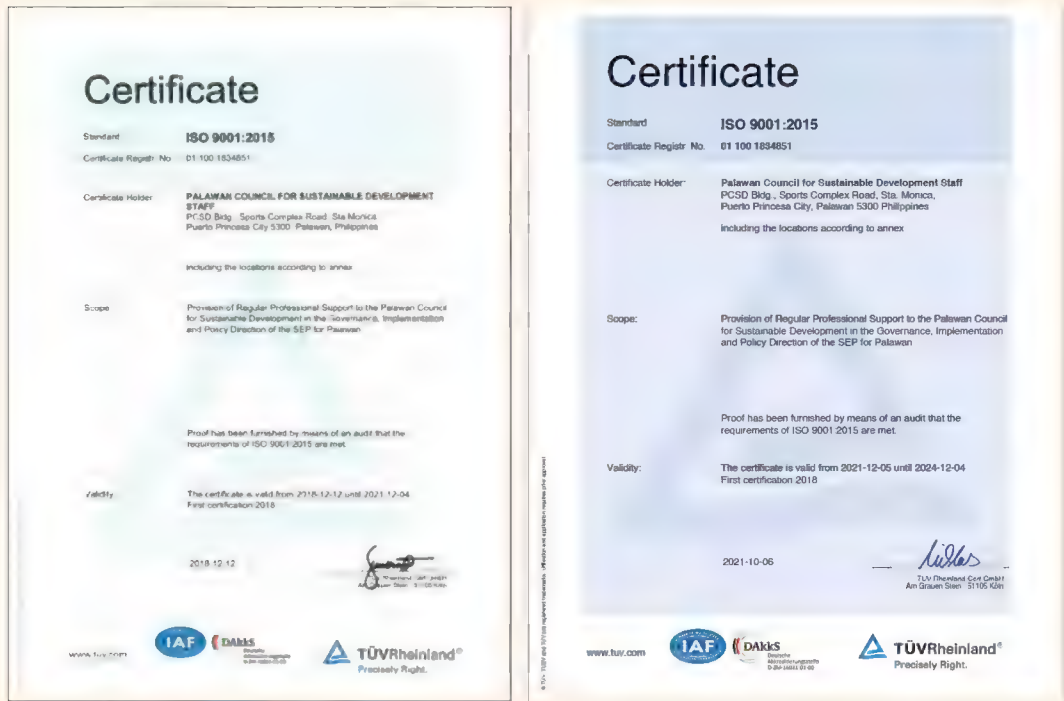 Certificate
Standard ISO 9001:2015
Certificate Registr No 01 100 1834851
Certificate Holder PALAWAN COUNCIL FOR SUSTAINABLE DEVELOPMENT
STAFF
PCSD Bldg. Sports Complex Road Sta Monica
Puerto Princesa City 5300 Palawan, Philippines
including the locations according to annex
Scope Provision of Regular Professional Support to the Palawan Council
for Sustainable Development in the Governance, Implementation
and Policy Direction of the SEP for Palawan
Proof has been furnished by means of an audit that the
requirements of ISO 9001 2015 are met
Validity The certificate is valid from 2018-12-12 until 2021-12-04
First certification 2018
2018-12-12
www.tuv.com
IAF
DAkkS
Deutsche
TÜVRheinland®
Precisely Right.
Certificate
Standard ISO 9001:2015
Certificate Registr No. 01 100 1834851
Certificate Holder: Palawan Council for Sustainable Development Staff
PCSD Bldg., Sports Complex Road, Sta. Monica,
Puerto Princesa City, Palawan 5300 Philippines
including the locations according to annex
Scope: Provision of Regular Professional Support to the Palawan Council
for Sustainable Development in the Governance, Implementation
and Policy Direction of the SEP for Palawan
Proof has been furnished by means of an audit that the
requirements of ISO 9001 2015 are met
Validity: The certificate is valid from 2021-12-05 until 2024-12-04
First certification 2018
2021-10-06
TÜV Rheinland Cert GmbH
Am Grauen Stein 51105 Köln
www.tuv.com
IAF
DAkkS
Deutsche
Akkreditierungsstelle
TÜVRheinland®
Precisely Right.